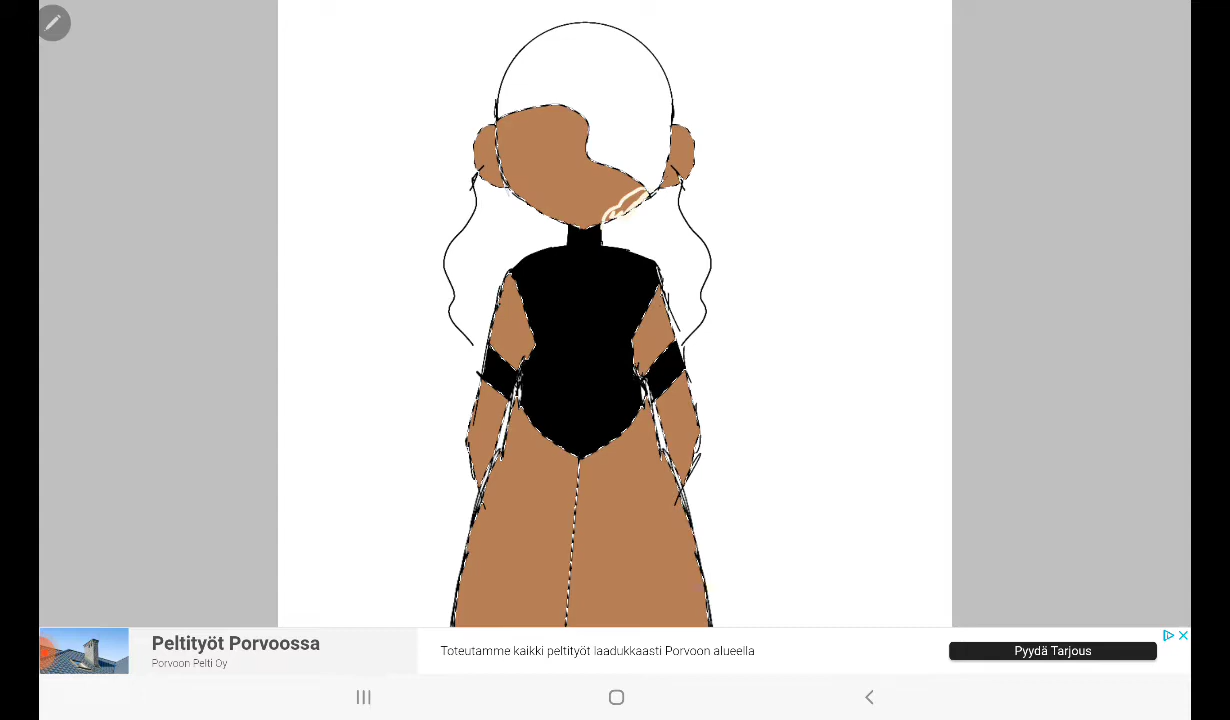 Peltityöt Porvoossa
Porvoon Pelti Oy
Toteutamme kaikki peltityöt laadukkaasti Porvoon alueella
Pyydä Tarjous